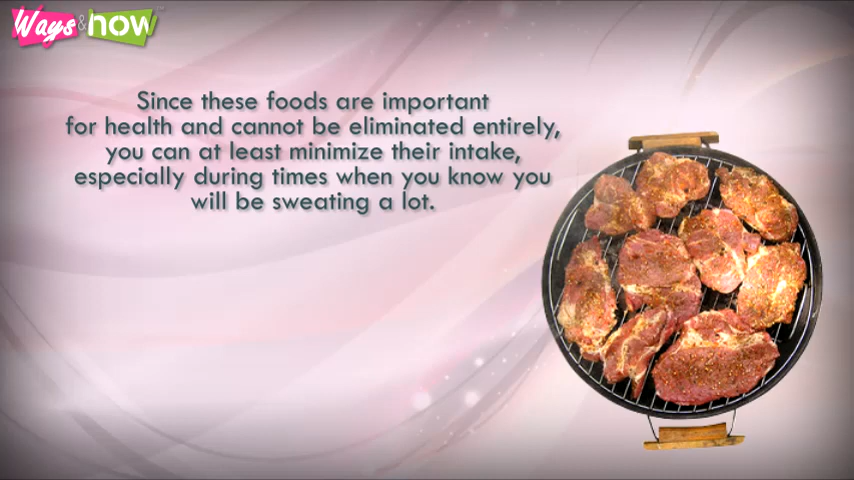 Ways & how
Since these foods are important
for health and cannot be eliminated entirely,
you can at least minimize their intake,
especially during times when you know you
will be sweating a lot.